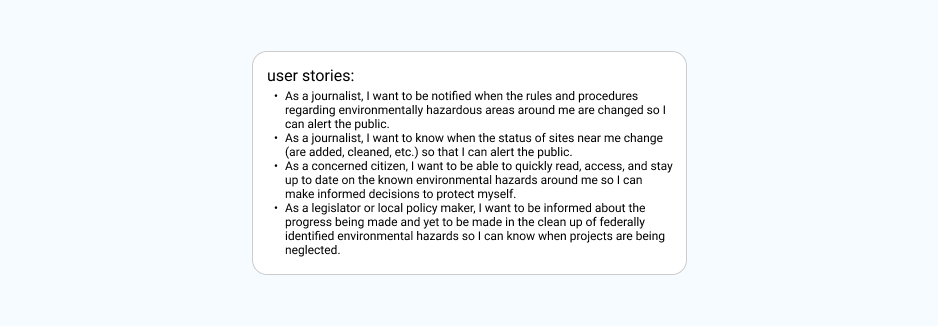 user stories:
• As a journalist, I want to be notified when the rules and procedures
regarding environmentally hazardous areas around me are changed so I
can alert the public.
• As a journalist, I want to know when the status of sites near me change
(are added, cleaned, etc.) so that I can alert the public.
• As a concerned citizen, I want to be able to quickly read, access, and stay
up to date on the known environmental hazards around me so I can
make informed decisions to protect myself.
• As a legislator or local policy maker, I want to be informed about the
progress being made and yet to be made in the clean up of federally
identified environmental hazards so I can know when projects are being
neglected.